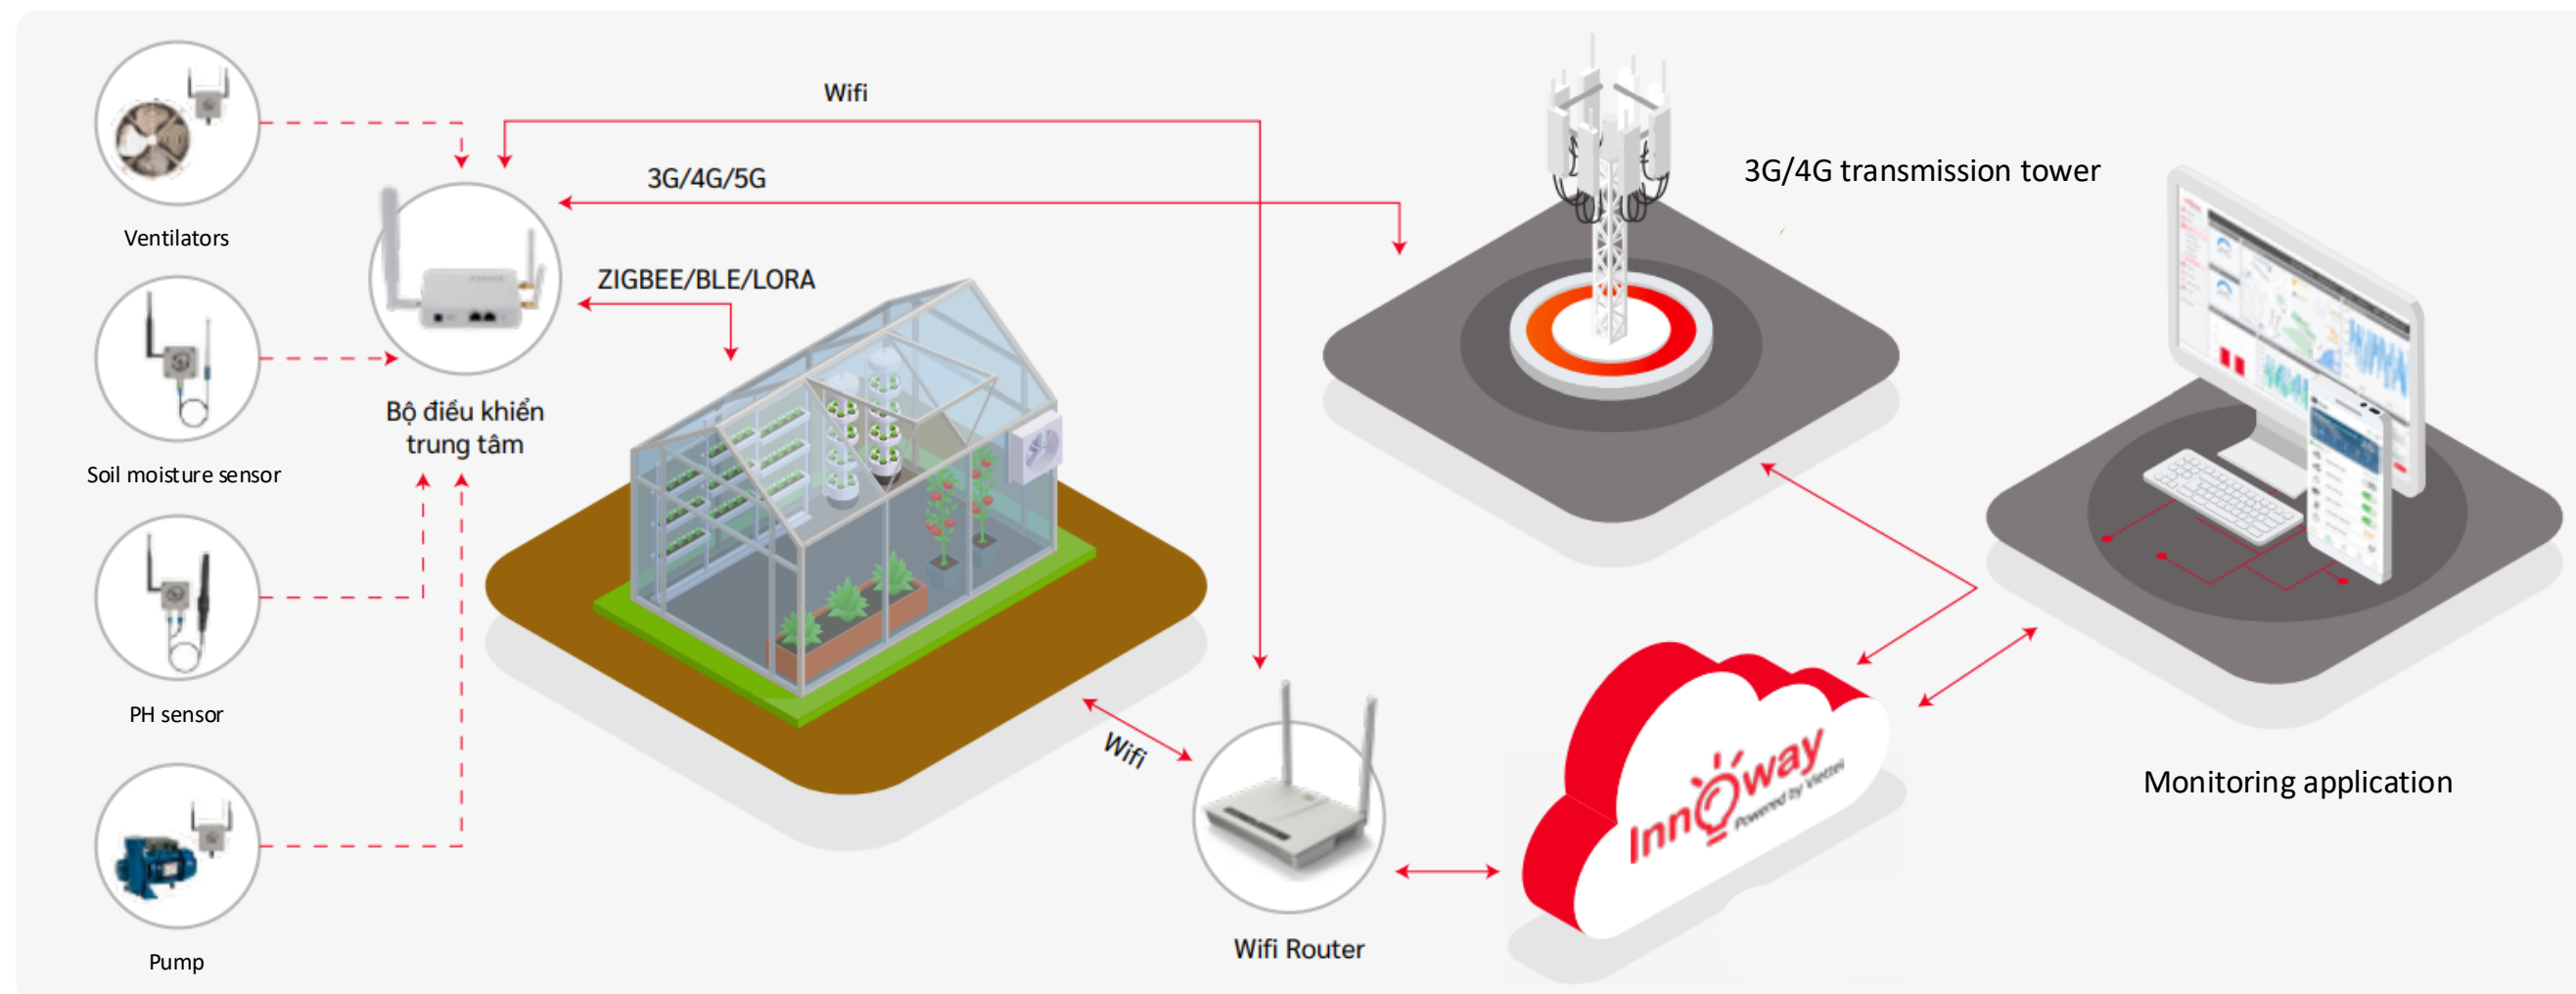 Wifi
3G/4G/5G
3G/4G transmission tower
Ventilators
ZIGBEE/BLE/LORA
Bộ điều khiển
trung tâm
Soil moisture sensor
PH sensor
Wifi
Innoway
Powered by Viettel
Monitoring application
Wifi Router
Pump